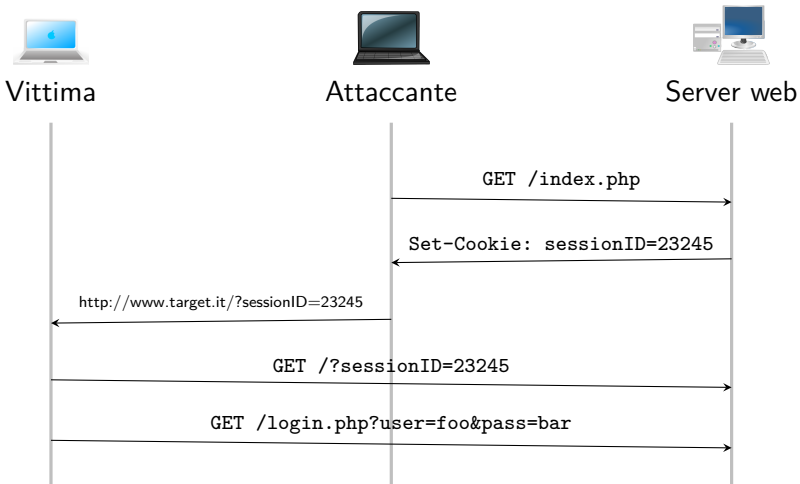 Vittima
Attaccante
Server web
GET /index.php
Set-Cookie: sessionID=23245
http://www.target.it/?sessionID=23245
GET /?sessionID=23245
GET /login.php?user=foo&pass=bar